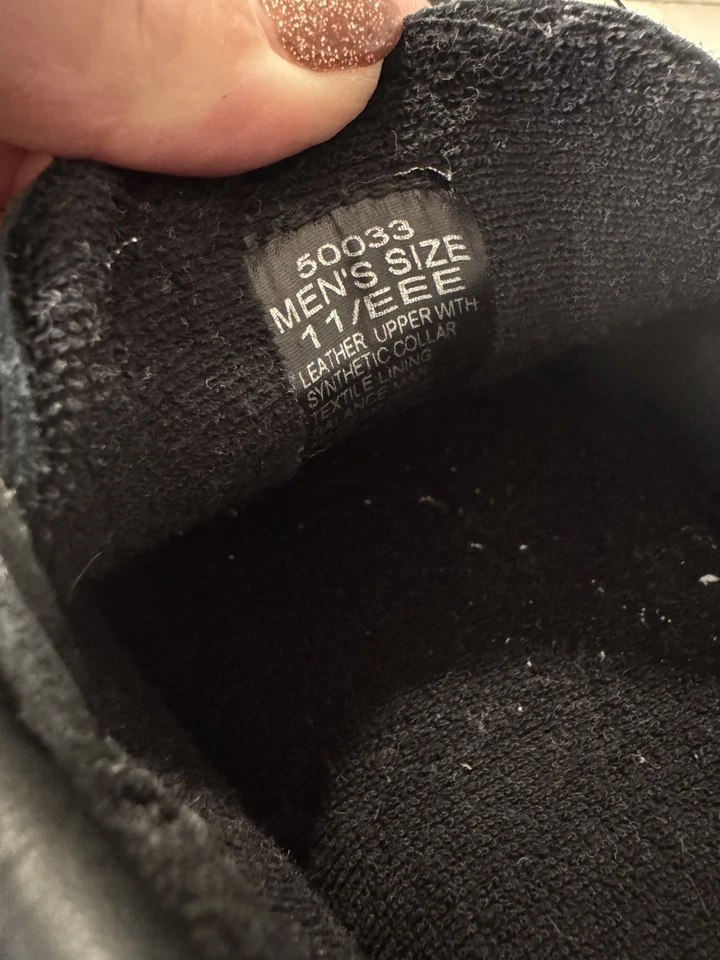 50033
MEN'S SIZE
11/EEE
LEATHER UPPER WITH
SYNTHETIC COLLAR
TEXTILE LINING